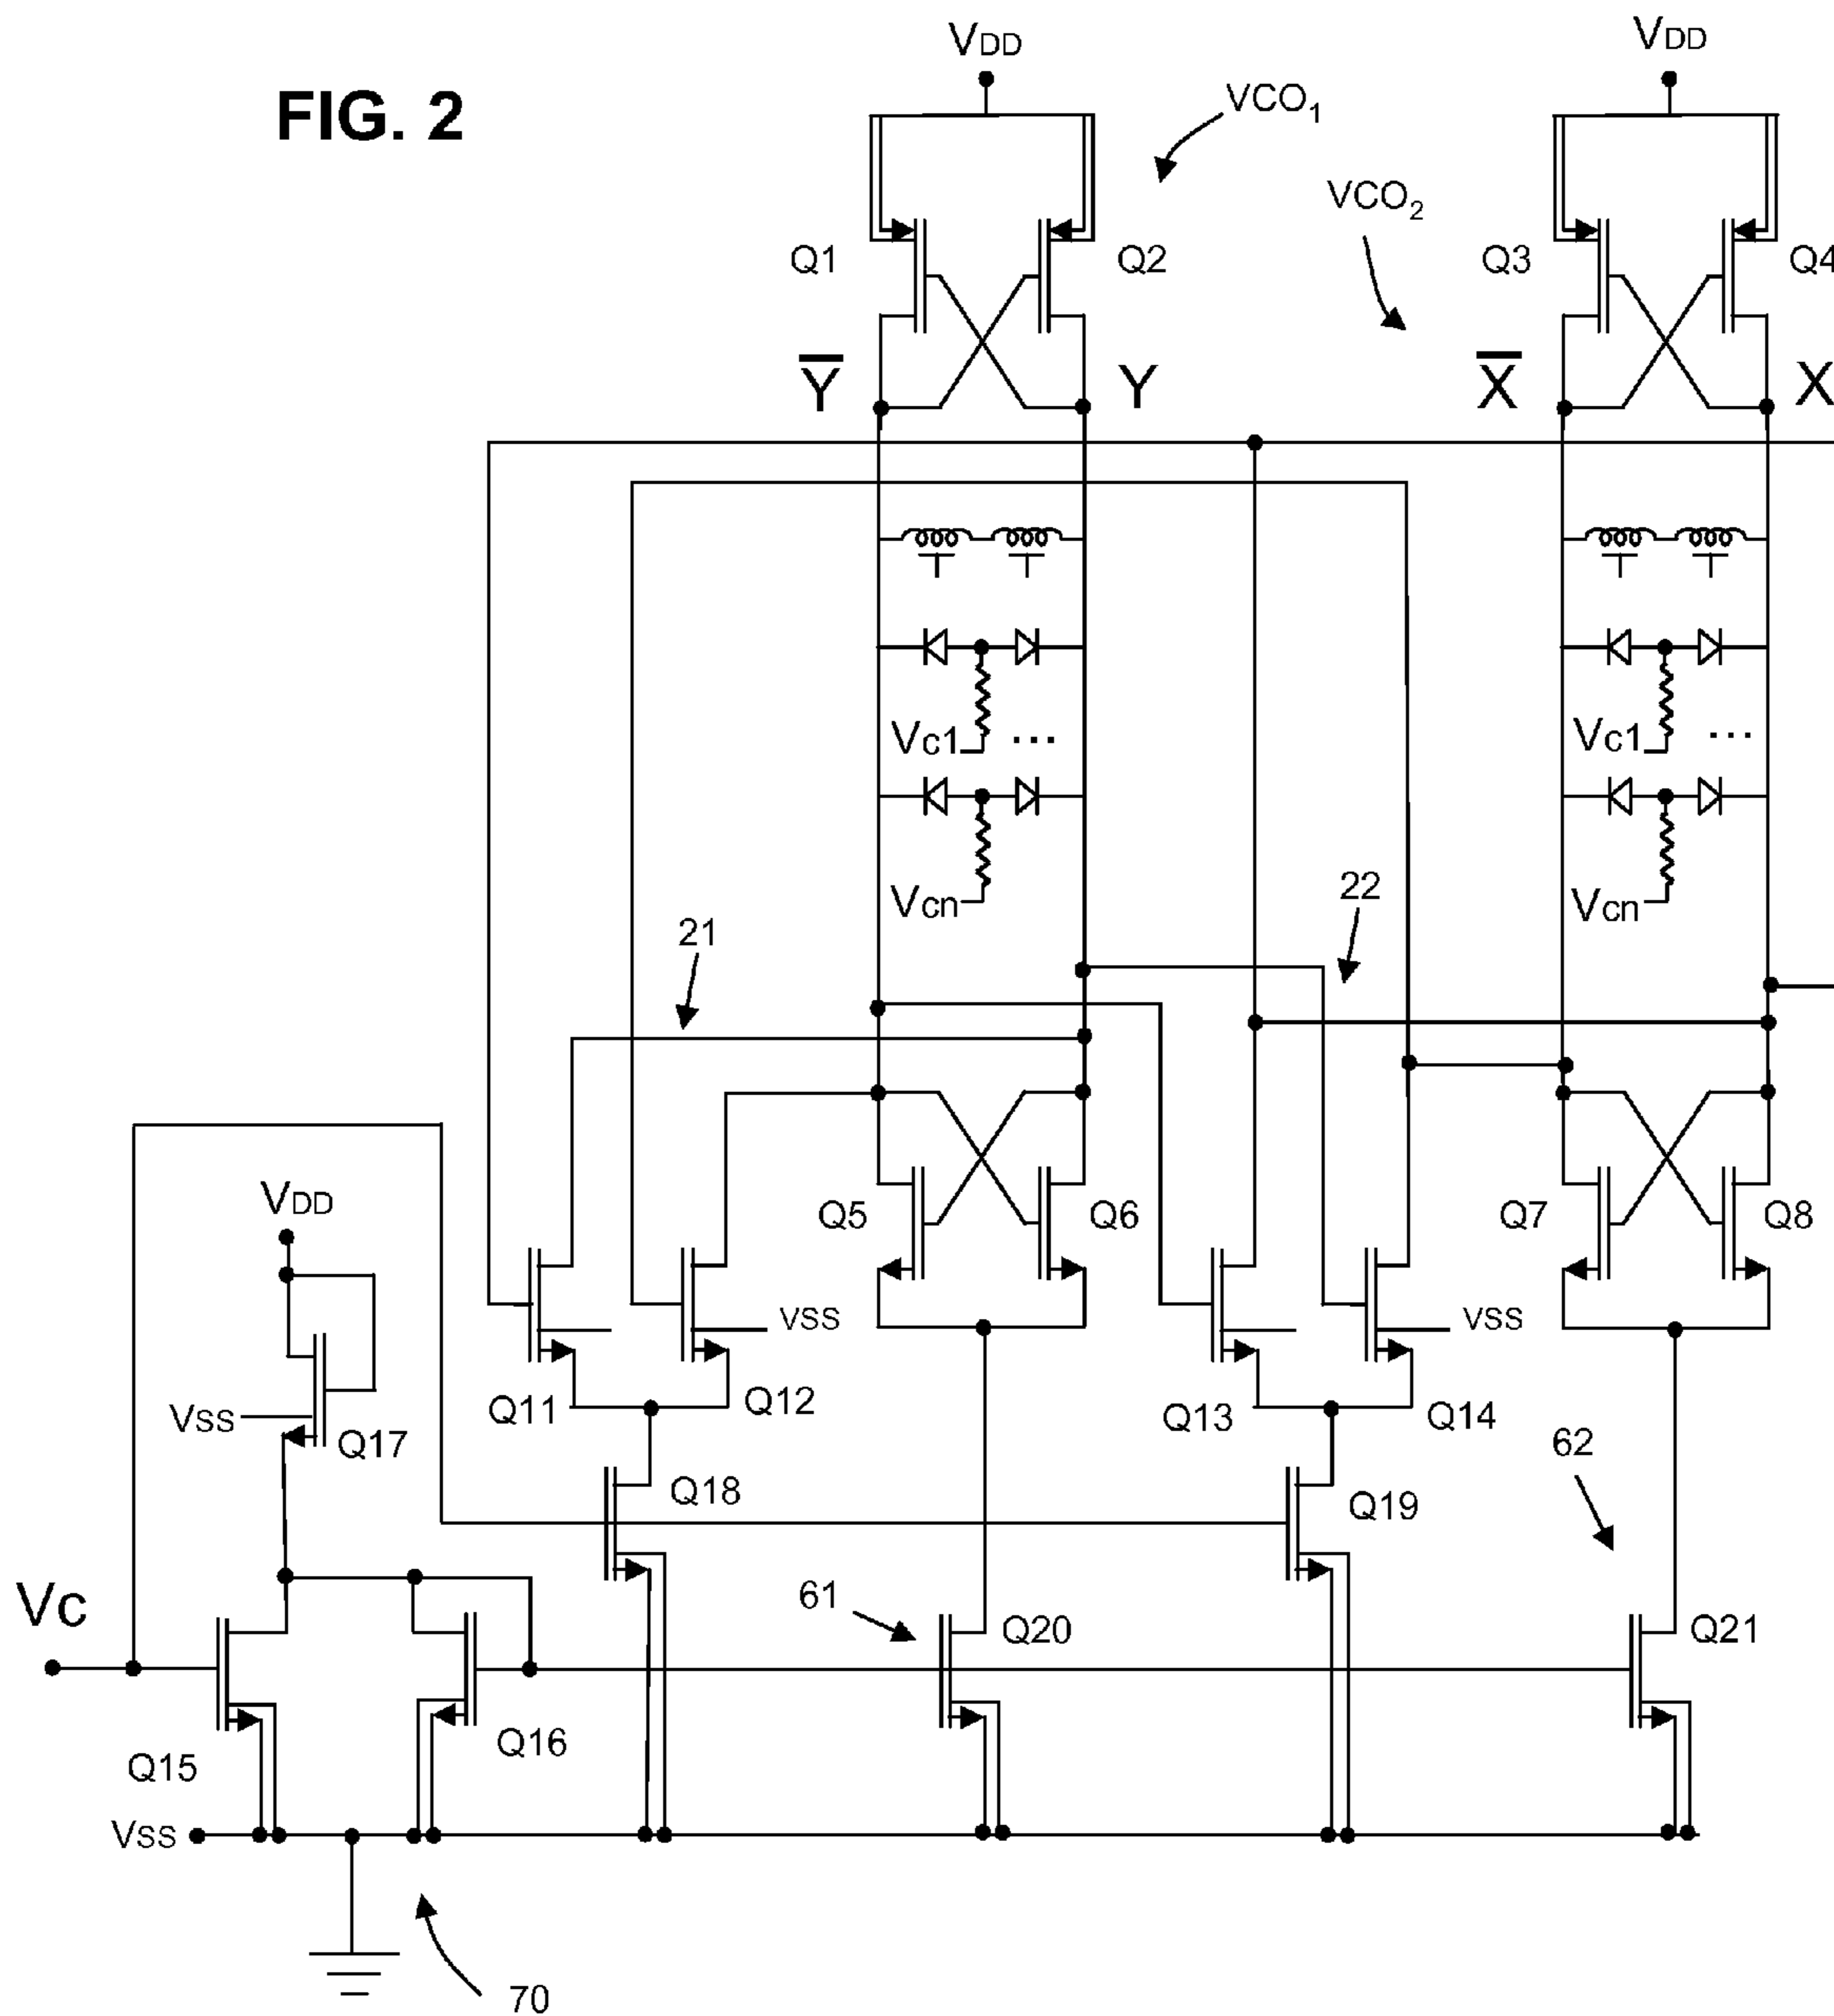 VDD
VDD
FIG. 2
VCO1
VCO2
Q1
Q2
Q3
Q4
Y
Y
X
X
Vc1
...
Vc1
...
Vcn
Vcn
21
22
VDD
Q5
Q6
Q7
Q8
VSS
VSS
Q11
Q12
Q13
Q14
VSS
Q17
62
Q18
Q19
Vc
61
Q20
Q21
Q15
Q16
VSS
70